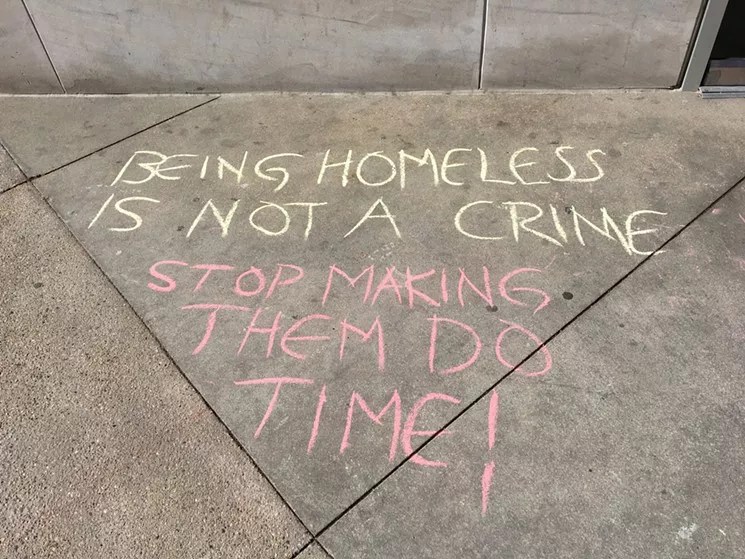 BEING HOMELESS
IS NOT A CRIME
STOP MAKING
THEM DO
TIME!